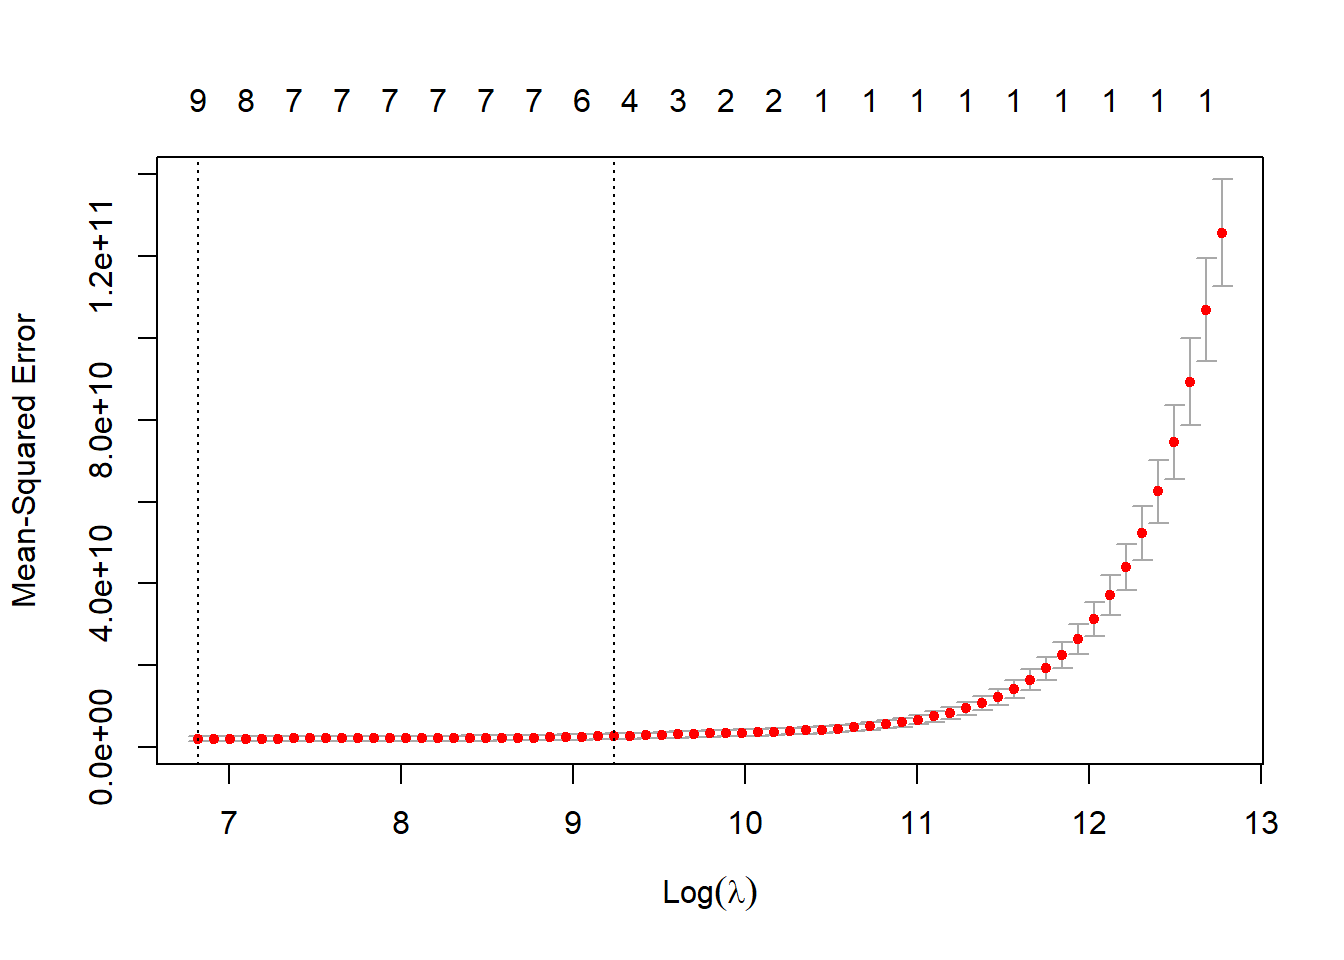 9 8 7 7 7 7 7 7 6 4 3 2 2 1 1 1 1 1 1 1 1 1
Mean-Squared Error
1.2e+11
8.0e+10
4.0e+10
0.0e+00
7 8 9 10 11 12 13
Log(λ)